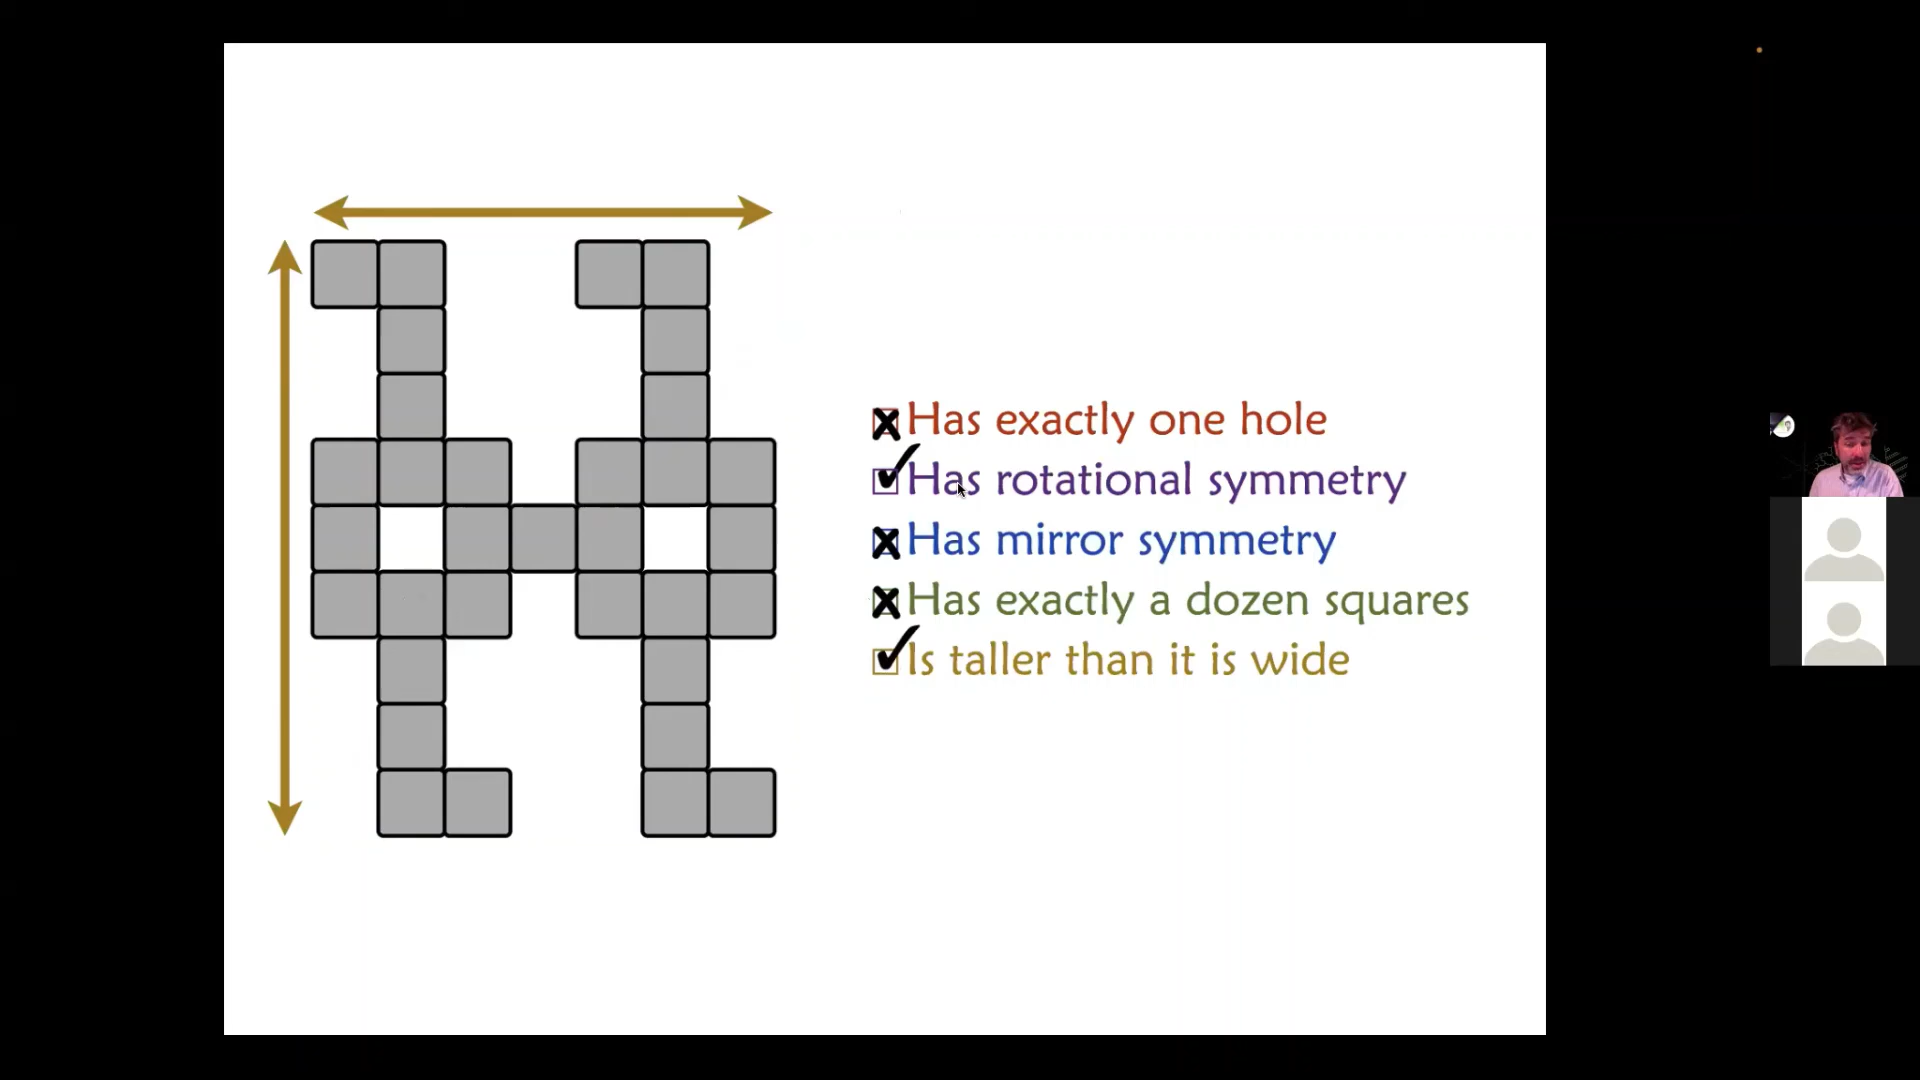 Has exactly one hole
Has rotational symmetry
Has mirror symmetry
Has exactly a dozen squares
Is taller than it is wide